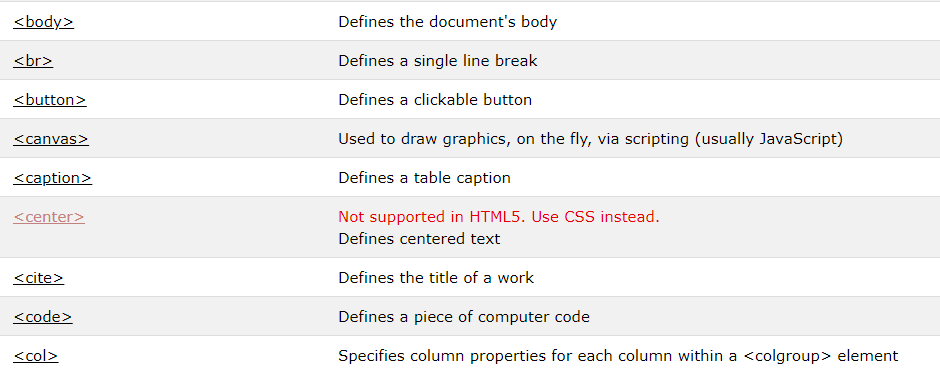 <body> Defines the document's body
<br> Defines a single line break
<button> Defines a clickable button
<canvas> Used to draw graphics, on the fly, via scripting (usually JavaScript)
<caption> Defines a table caption
<center> Not supported in HTML5. Use CSS instead.
Defines centered text
<cite> Defines the title of a work
<code> Defines a piece of computer code
<col> Specifies column properties for each column within a <colgroup> element